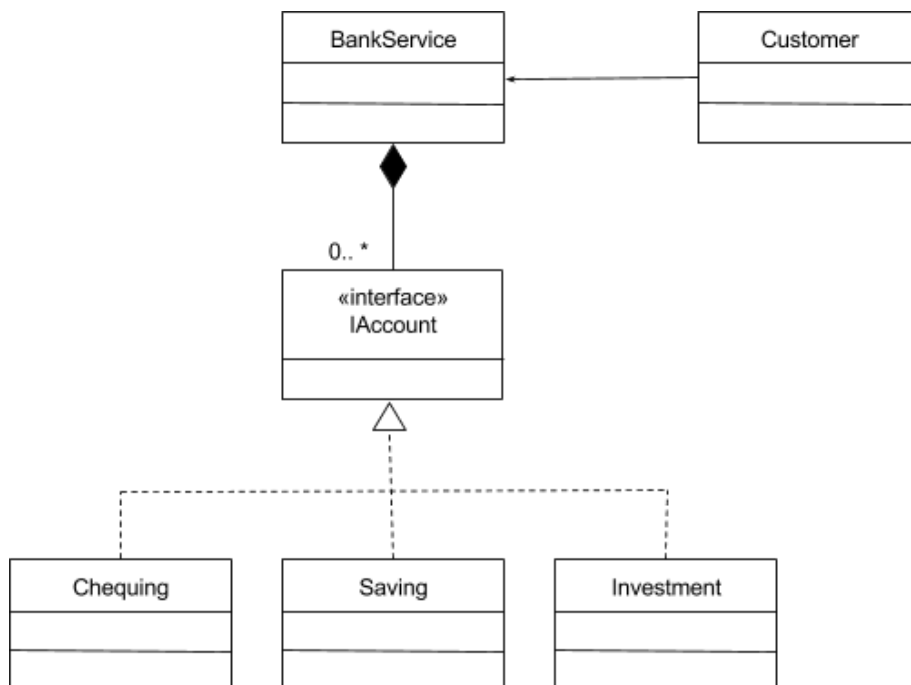 BankService
Customer
0.. *
«interface»
IAccount
Chequing
Saving
Investment